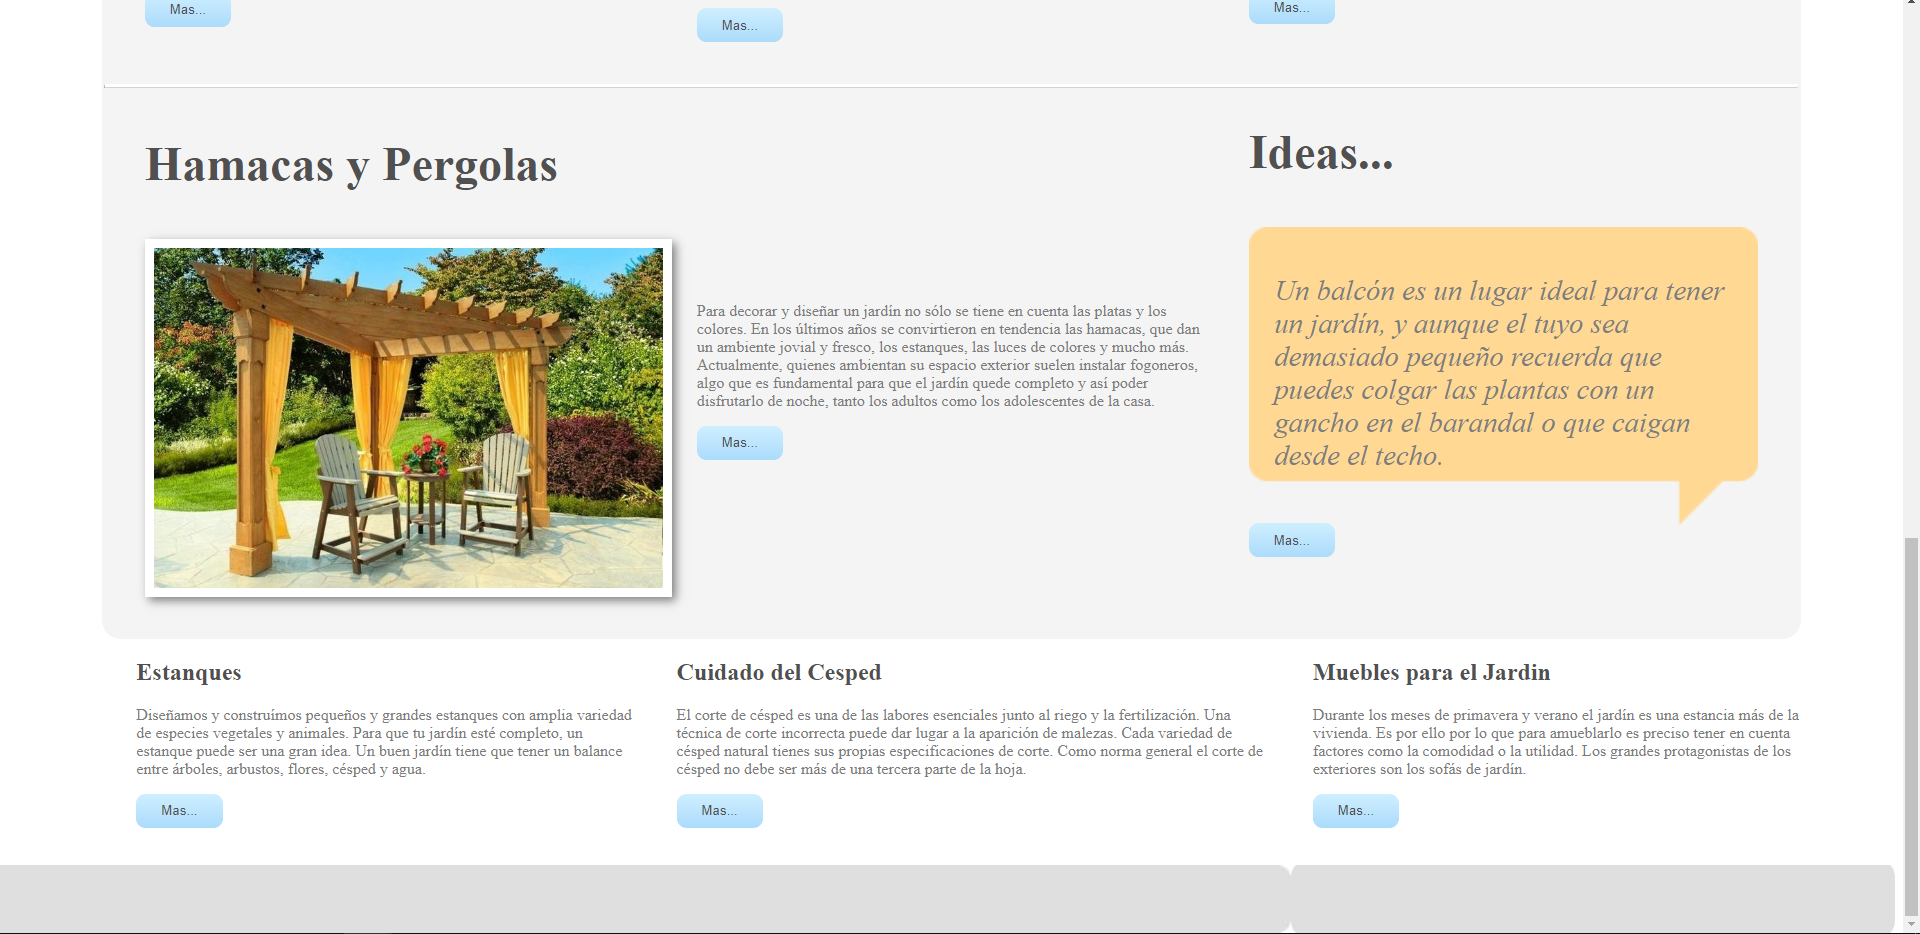 Mas...
Mas...
Mas...
Hamacas y Pergolas
Para decorar y diseñar un jardín no sólo se tiene en cuenta las platas y los
colores. En los últimos años se convirtieron en tendencia las hamacas, que dan
un ambiente jovial y fresco, los estanques, las luces de colores y mucho más.
Actualmente, quienes ambientan su espacio exterior suelen instalar fogoneros,
algo que es fundamental para que el jardín quede completo y así poder
disfrutarlo de noche, tanto los adultos como los adolescentes de la casa.
Mas...
Ideas...
Un balcón es un lugar ideal para tener
un jardín, y aunque el tuyo sea
demasiado pequeño recuerda que
puedes colgar las plantas con un
gancho en el barandal o que caigan
desde el techo.
Mas...
Estanques
Diseñamos y construímos pequeños y grandes estanques con amplia variedad
de especies vegetales y animales. Para que tu jardín esté completo, un
estanque puede ser una gran idea. Un buen jardín tiene que tener un balance
entre árboles, arbustos, flores, césped y agua.
Mas...
Cuidado del Cesped
El corte de césped es una de las labores esenciales junto al riego y la fertilización. Una
técnica de corte incorrecta puede dar lugar a la aparición de malezas. Cada variedad de
césped natural tienes sus propias especificaciones de corte. Como norma general el corte de
césped no debe ser más de una tercera parte de la hoja.
Mas...
Muebles para el Jardin
Durante los meses de primavera y verano el jardín es una estancia más de la
vivienda. Es por ello por lo que para amueblarlo es preciso tener en cuenta
factores como la comodidad o la utilidad. Los grandes protagonistas de los
exteriores son los sofás de jardín.
Mas...